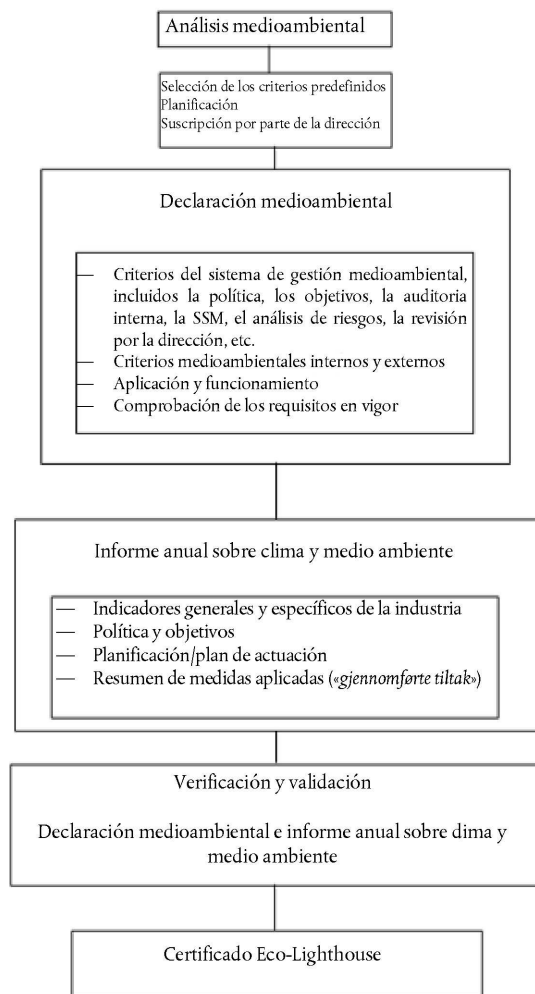 Análisis medioambiental
Selección de los criterios predefinidos
Planificación
Suscripción por parte de la dirección
Declaración medioambiental
— Criterios del sistema de gestión medioambiental,
incluidos la política, los objetivos, la auditoria
interna, la SSM, el análisis de riesgos, la revisión
por la dirección, etc.
— Criterios medioambientales internos y externos
— Aplicación y funcionamiento
— Comprobación de los requisitos en vigor
Informe anual sobre clima y medio ambiente
— Indicadores generales y específicos de la industria
— Política y objetivos
— Planificación/plan de actuación
— Resumen de medidas aplicadas («gjennomførte tiltak»)
Verificación y validación
Declaración medioambiental e informe anual sobre dima y
medio ambiente
Certificado Eco-Lighthouse